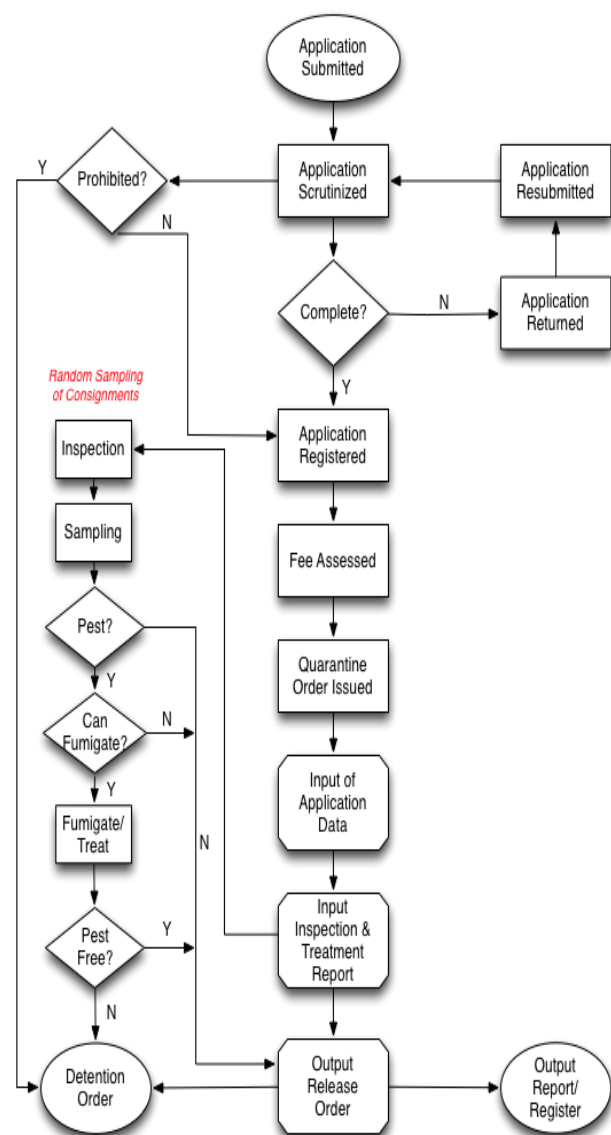 Application
Submitted
Y
Prohibited?
Application
Scrutinized
Application
Resubmitted
N
Complete?
N
Application
Returned
Random Sampling
of Consignments
Y
Inspection
Application
Registered
Sampling
Fee Assessed
Pest?
Y
Quarantine
Order Issued
Can
Fumigate?
N
Y
Input of
Application
Data
Fumigate/
Treat
N
Pest
Free?
Y
Input
Inspection &
Treatment
Report
N
Detention
Order
Output
Release
Order
Output
Report/
Register